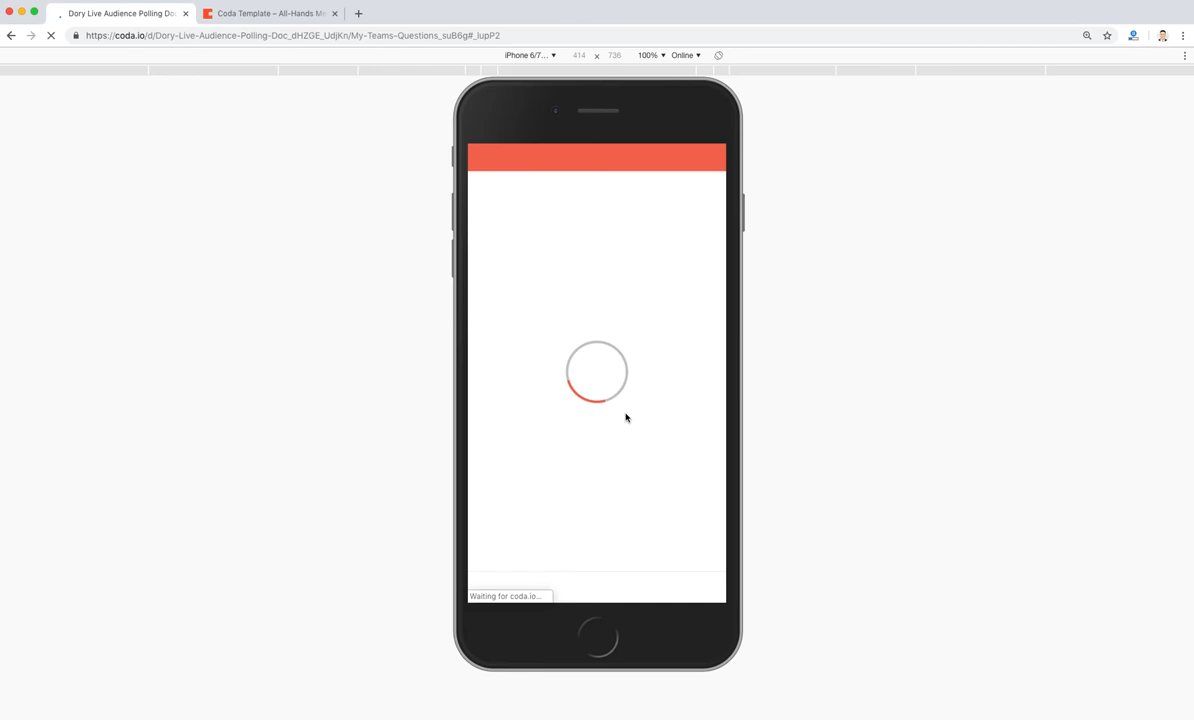 Dory Live Audience Polling Doc
Coda Template – All-Hands Me
https://coda.io/d/Dory-Live-Audience-Polling-Doc_dHZGE_UdjKn/My-Teams-Questions_suB6g#_lupP2
iPhone 6/7... ▼ 414 × 736 100% ▼ Online ▼
Waiting for coda.io...